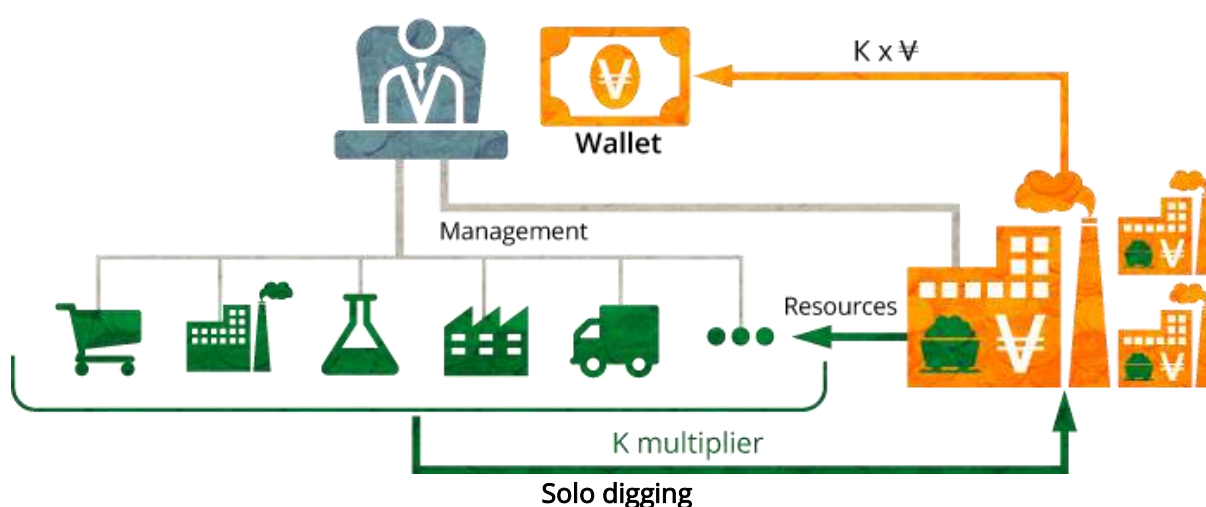 K x ₩
Wallet
Management
Resources
K multiplier
Solo digging